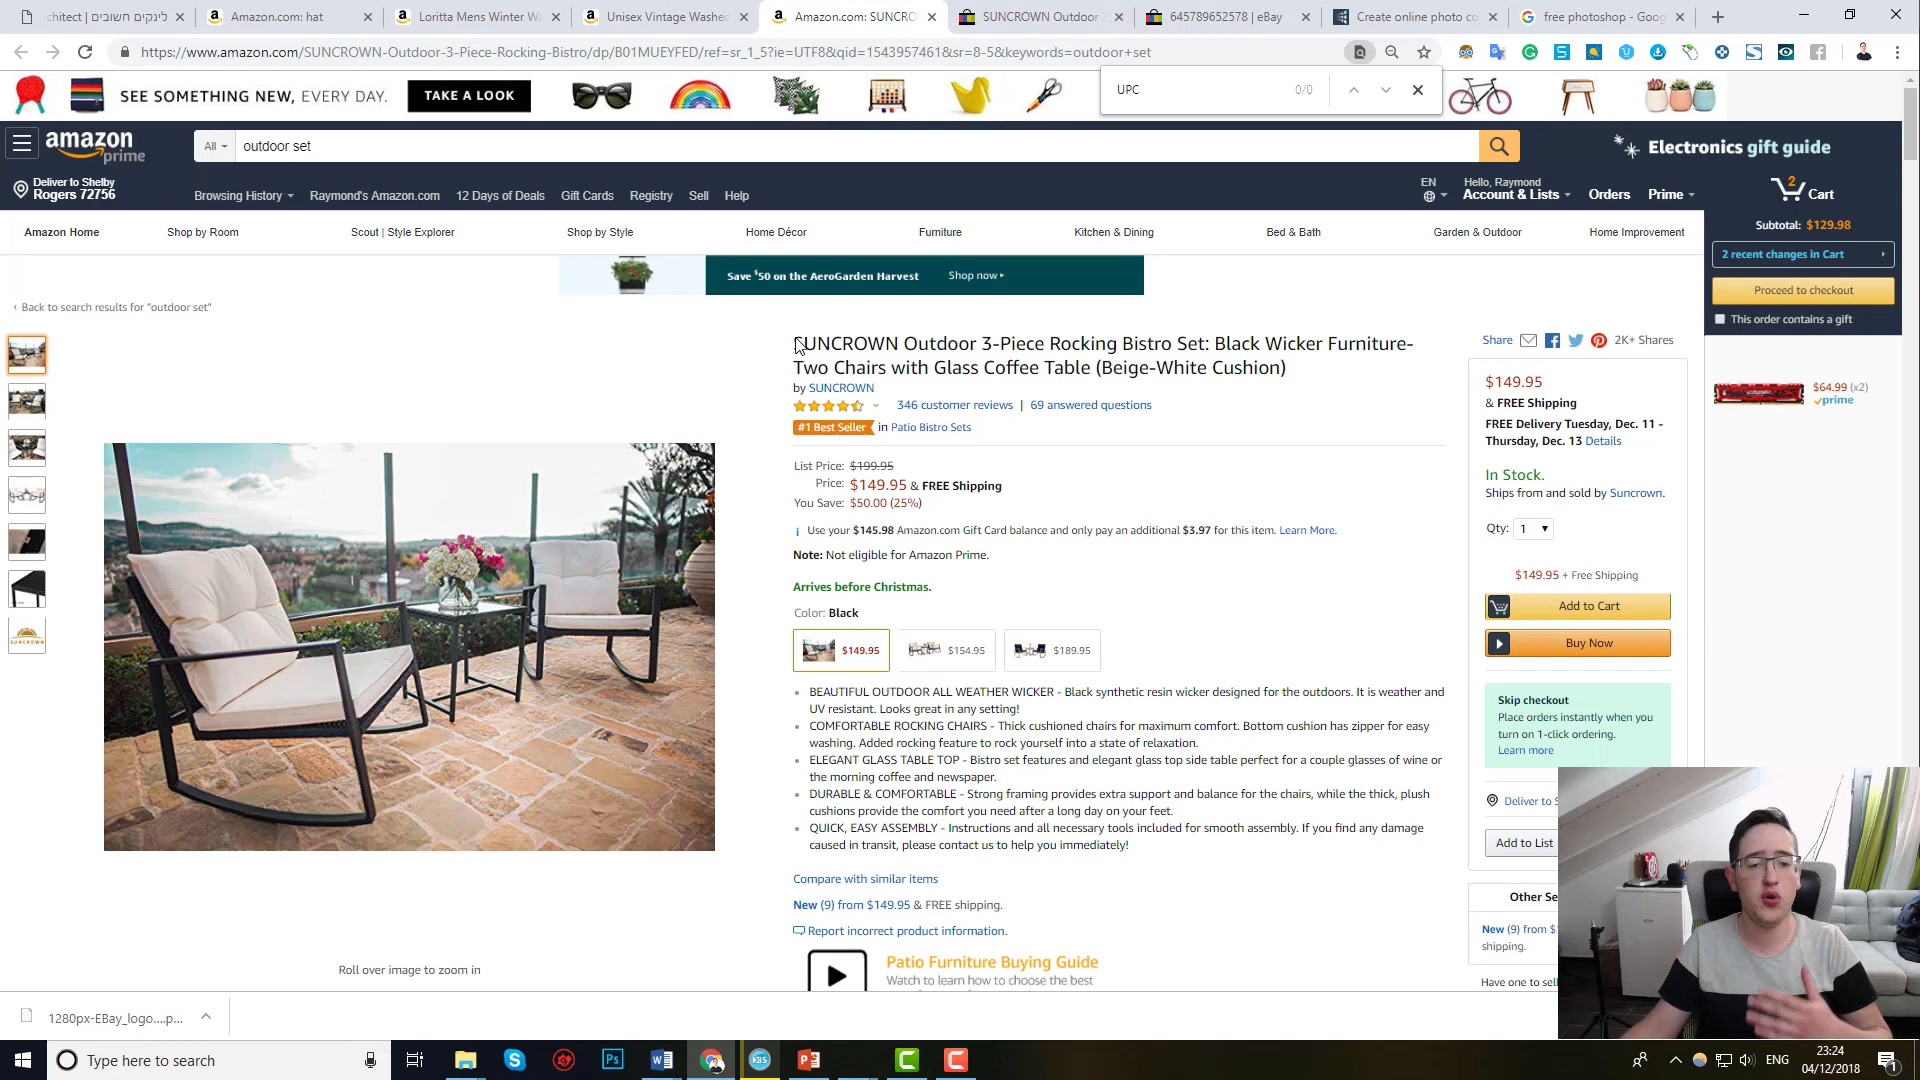 chitect | לינקים חשובים
Amazon.com: hat
Loritta Mens Winter Wa
Unisex Vintage Washed
Amazon.com: SUNCRO
SUNCROWN Outdoor 3
645789652578 | eBay
Create online photo co
free photoshop - Goog
https://www.amazon.com/SUNCROWN-Outdoor-3-Piece-Rocking-Bistro/dp/B01MUEYFED/ref=sr_1_5?ie=UTF8&qid=1543957461&sr=8-5&keywords=outdoor+set
UPC 0/0
SEE SOMETHING NEW, EVERY DAY. TAKE A LOOK
amazon prime
All outdoor set
Electronics gift guide
Deliver to Shelby
Rogers 72756
Browsing History Raymond's Amazon.com 12 Days of Deals Gift Cards Registry Sell Help
EN
Hello, Raymond
Account & Lists Orders Prime 2 Cart
Subtotal: $129.98
2 recent changes in Cart
Proceed to checkout
This order contains a gift
$64.99 (x2)
prime
Amazon Home Shop by Room Scout | Style Explorer Shop by Style Home Décor Furniture Kitchen & Dining Bed & Bath Garden & Outdoor Home Improvement
Save $50 on the AeroGarden Harvest Shop now
‹ Back to search results for "outdoor set"
SUNCROWN Outdoor 3-Piece Rocking Bistro Set: Black Wicker Furniture-
Two Chairs with Glass Coffee Table (Beige-White Cushion)
by SUNCROWN
346 customer reviews | 69 answered questions
#1 Best Seller in Patio Bistro Sets
List Price: $199.95
Price: $149.95 & FREE Shipping
You Save: $50.00 (25%)
Use your $145.98 Amazon.com Gift Card balance and only pay an additional $3.97 for this item. Learn More.
Note: Not eligible for Amazon Prime.
Arrives before Christmas.
Color: Black
$149.95 $154.95 $189.95
BEAUTIFUL OUTDOOR ALL WEATHER WICKER - Black synthetic resin wicker designed for the outdoors. It is weather and
UV resistant. Looks great in any setting!
COMFORTABLE ROCKING CHAIRS - Thick cushioned chairs for maximum comfort. Bottom cushion has zipper for easy
washing. Added rocking feature to rock yourself into a state of relaxation.
ELEGANT GLASS TABLE TOP - Bistro set features and elegant glass top side table perfect for a couple glasses of wine or
the morning coffee and newspaper.
DURABLE & COMFORTABLE - Strong framing provides extra support and balance for the chairs, while the thick, plush
cushions provide the comfort you need after a long day on your feet.
QUICK, EASY ASSEMBLY - Instructions and all necessary tools included for smooth assembly. If you find any damage
caused in transit, please contact us to help you immediately!
Compare with similar items
New (9) from $149.95 & FREE shipping.
Report incorrect product information.
Patio Furniture Buying Guide
Watch to learn how to choose the best
SUNCROWN
Roll over image to zoom in
Share 2K+ Shares
$149.95
& FREE Shipping
FREE Delivery Tuesday, Dec. 11 -
Thursday, Dec. 13 Details
In Stock.
Ships from and sold by Suncrown.
Qty: 1
$149.95 + Free Shipping
Add to Cart
Buy Now
Skip checkout
Place orders instantly when you
turn on 1-click ordering.
Learn more
Deliver to S
Add to List
Other Se
New (9) from $1
shipping.
Have one to sell
1280px-EBay_logo....p...
Type here to search
ENG
23:24
04/12/2018